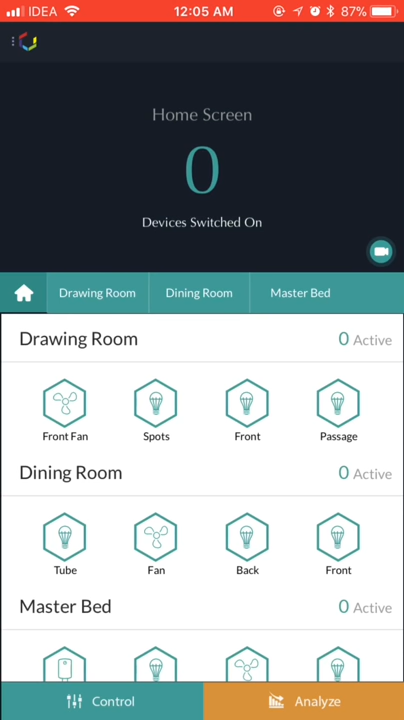 IDEA 12:05 AM 87%
Home Screen
0
Devices Switched On
Drawing Room Dining Room Master Bed
Drawing Room 0 Active
Front Fan Spots Front Passage
Dining Room 0 Active
Tube Fan Back Front
Master Bed 0 Active
Control Analyze